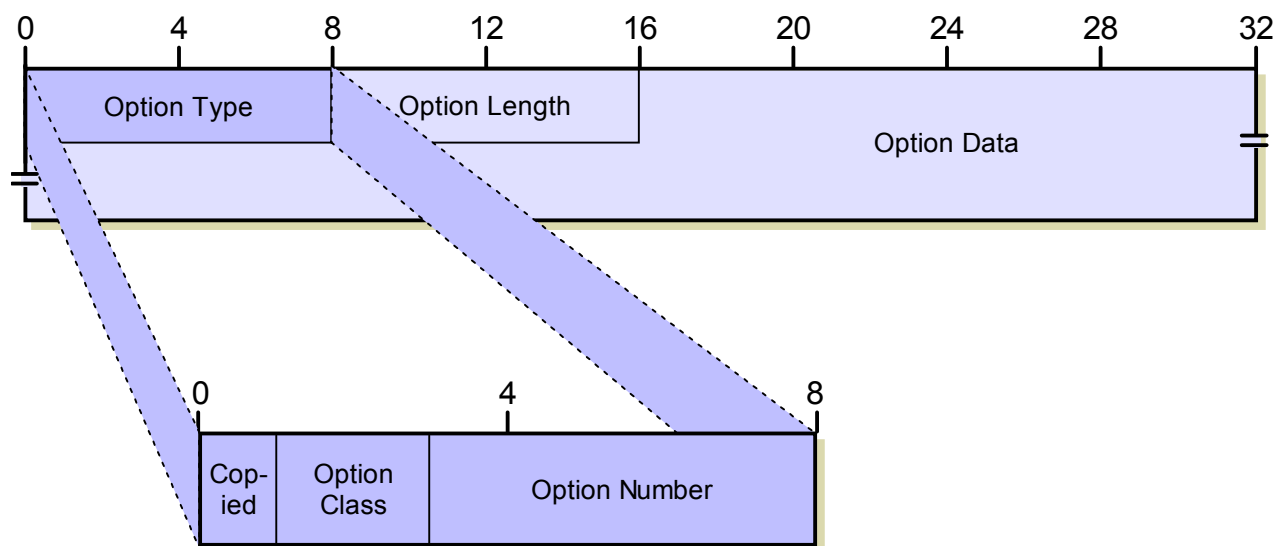 0 4 8 12 16 20 24 28 32
Option Type
Option Length
Option Data
0 4 8
Cop-
ied
Option
Class
Option Number